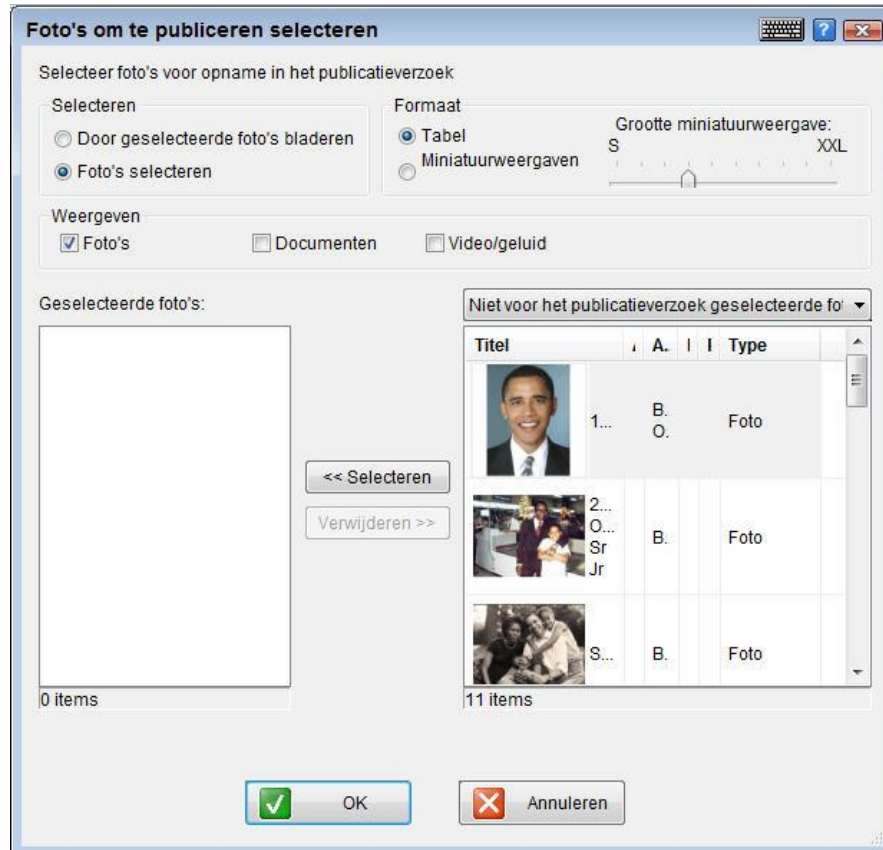 Foto's om te publiceren selecteren
Selecteer foto's voor opname in het publicatieverzoek
Selecteren
Door geselecteerde foto's bladeren
Foto's selecteren
Formaat
Tabel
Miniatuurweergaven
Grootte miniatuurweergave:
S XXL
Weergeven
Foto's Documenten Video/geluid
Geselecteerde foto's:
Niet voor het publicatieverzoek geselecteerde fo
Titel A. Type
1... B. O. Foto
2... O... Sr Jr B. Foto
S... B. Foto
<< Selecteren
Verwijderen >>
0 items
11 items
OK Annuleren